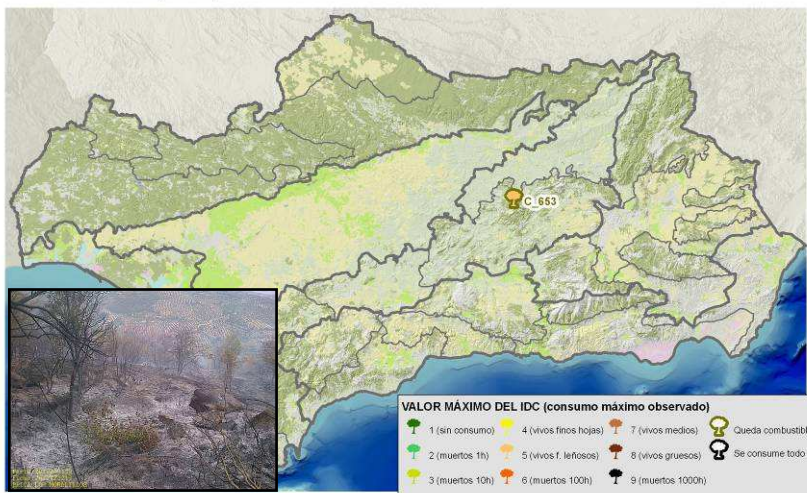 C_653
VALOR MÁXIMO DEL IDC (consumo máximo observado)
1 (sin consumo)
4 (vivos finos hojas)
7 (vivos medios)
Queda combustibl
2 (muertos 1h)
5 (vivos f. leñosos)
8 (vivos gruesos)
Se consume todo
3 (muertos 10h)
6 (muertos 100h)
9 (muertos 1000h)